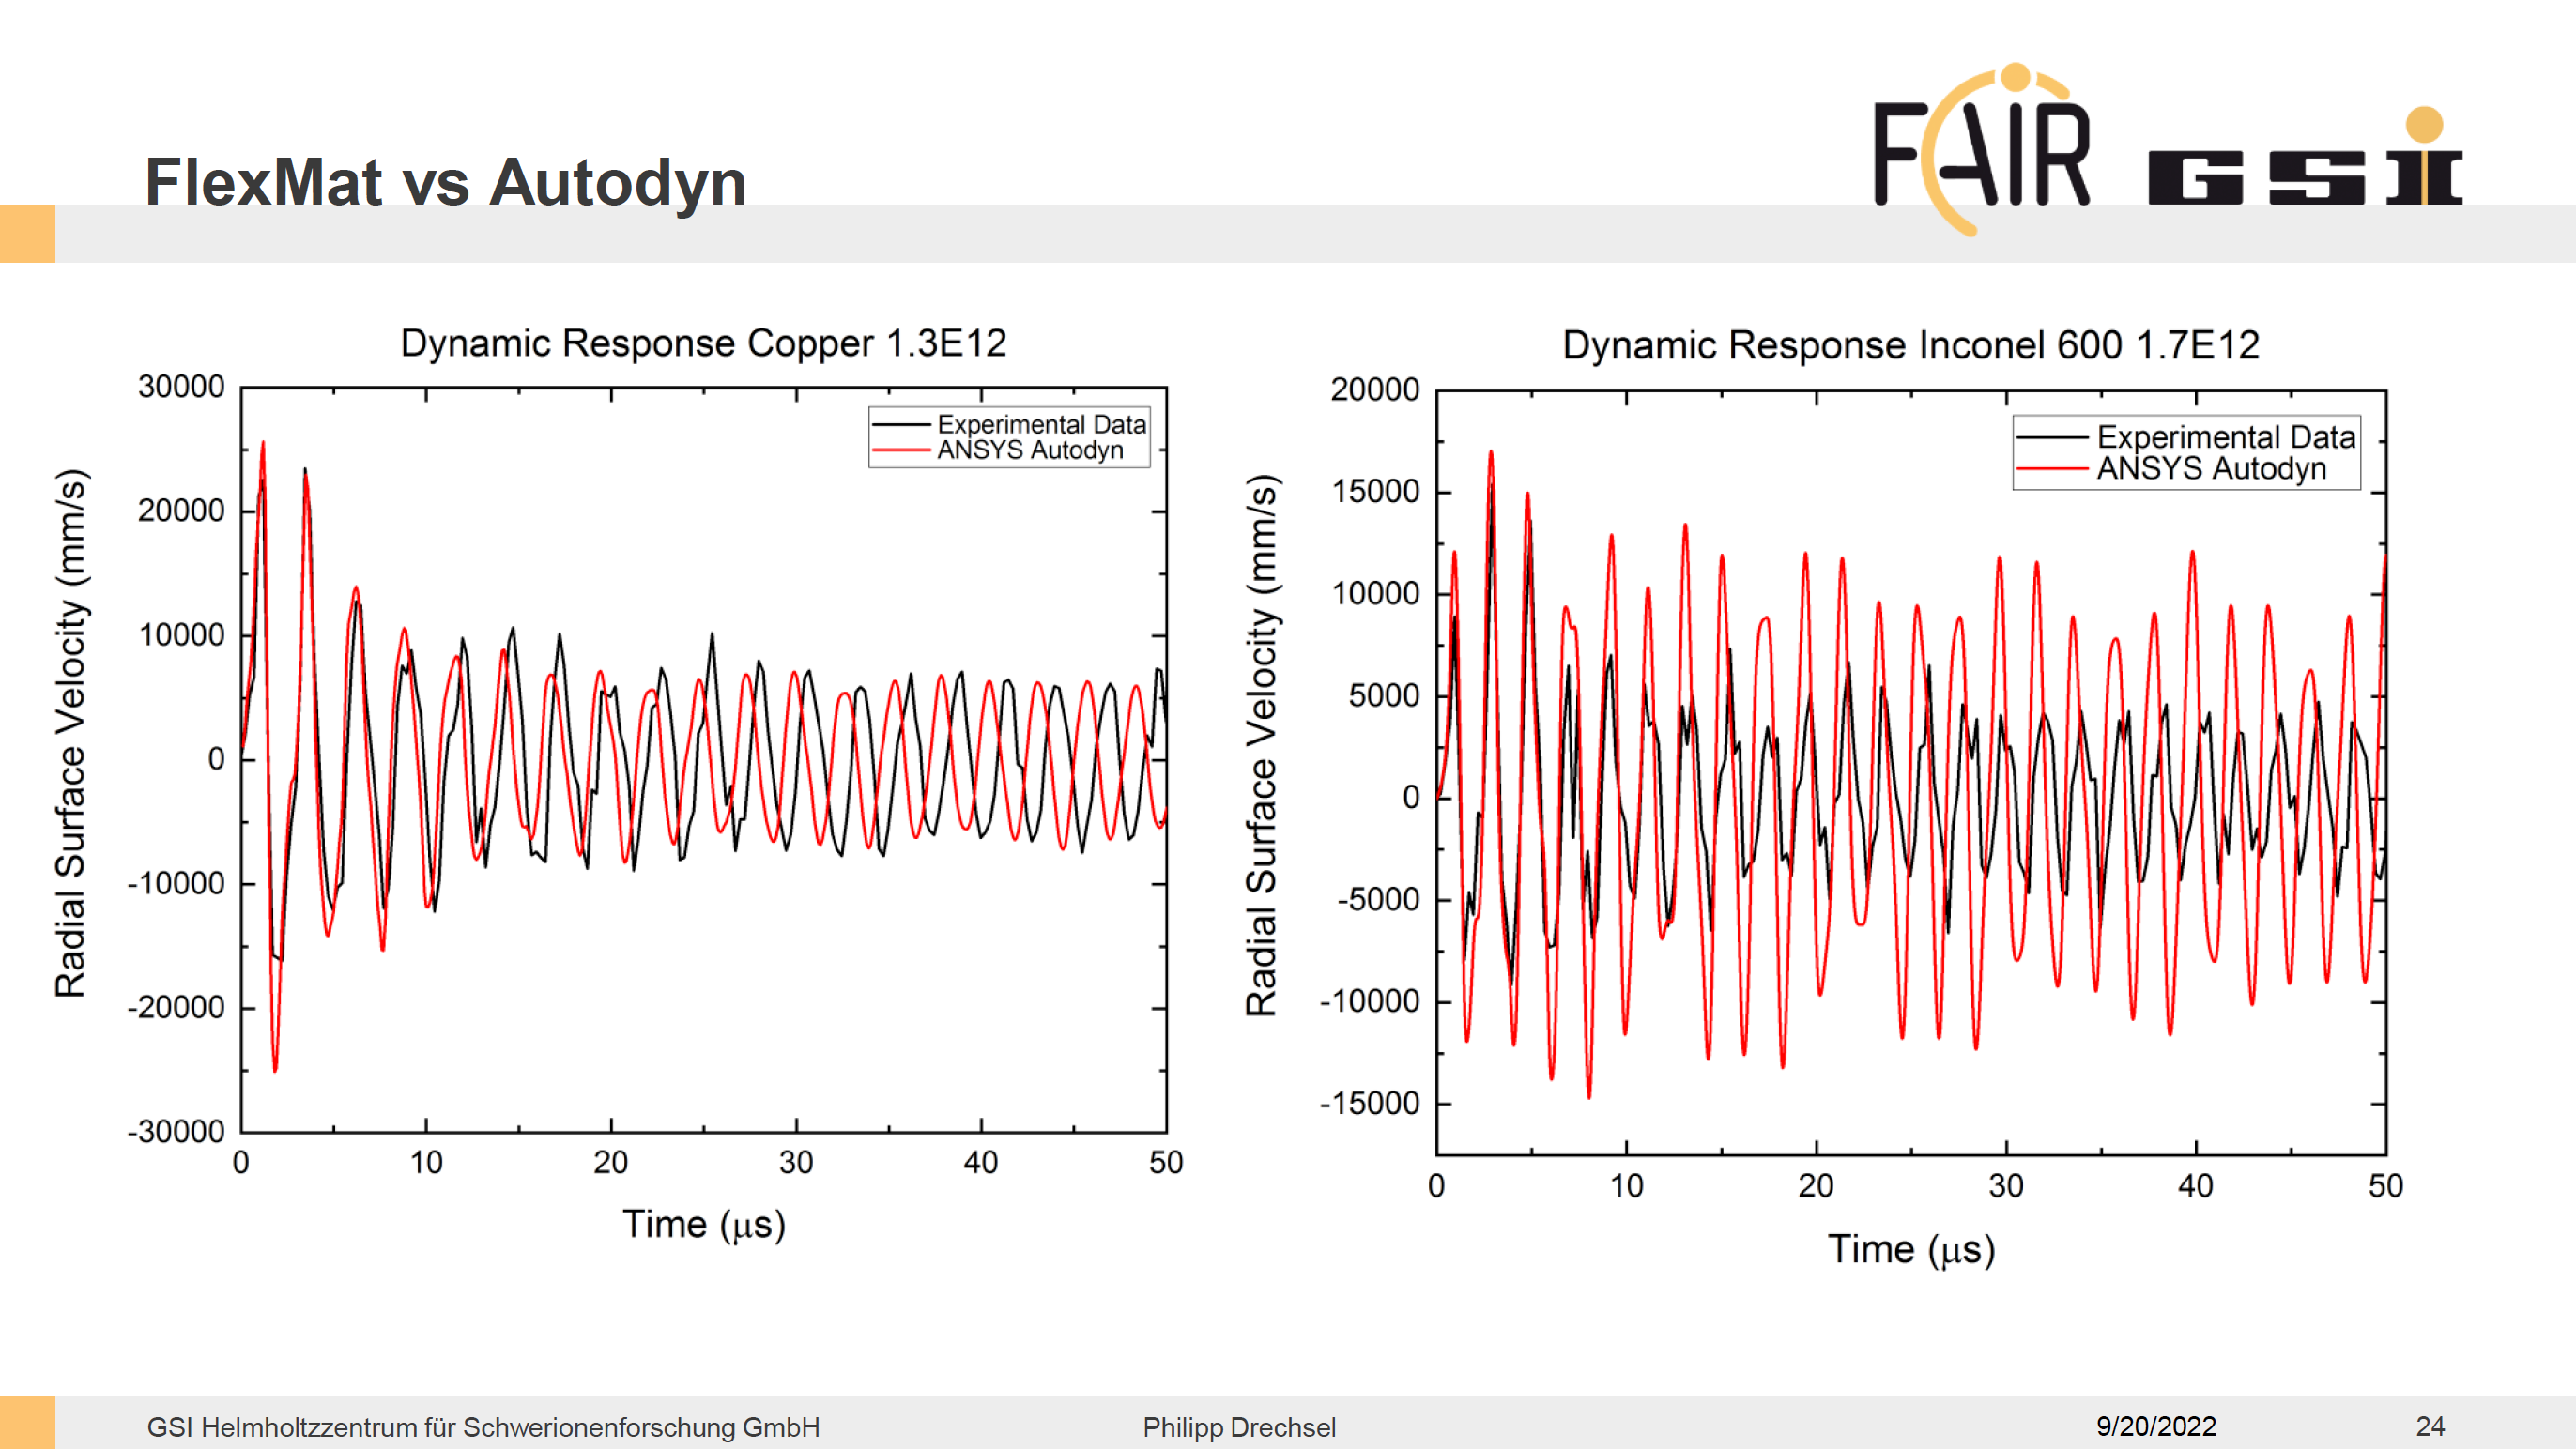 FAIR GSI
FlexMat vs Autodyn
Dynamic Response Copper 1.3E12
Radial Surface Velocity (mm/s)
30000
20000
10000
0
-10000
-20000
-30000
Experimental Data
ANSYS Autodyn
0 10 20 30 40 50
Time (μs)
Dynamic Response Inconel 600 1.7E12
Radial Surface Velocity (mm/s)
20000
15000
10000
5000
0
-5000
-10000
-15000
Experimental Data
ANSYS Autodyn
0 10 20 30 40 50
Time (μs)
GSI Helmholtzzentrum für Schwerionenforschung GmbH Philipp Drechsel 9/20/2022 24